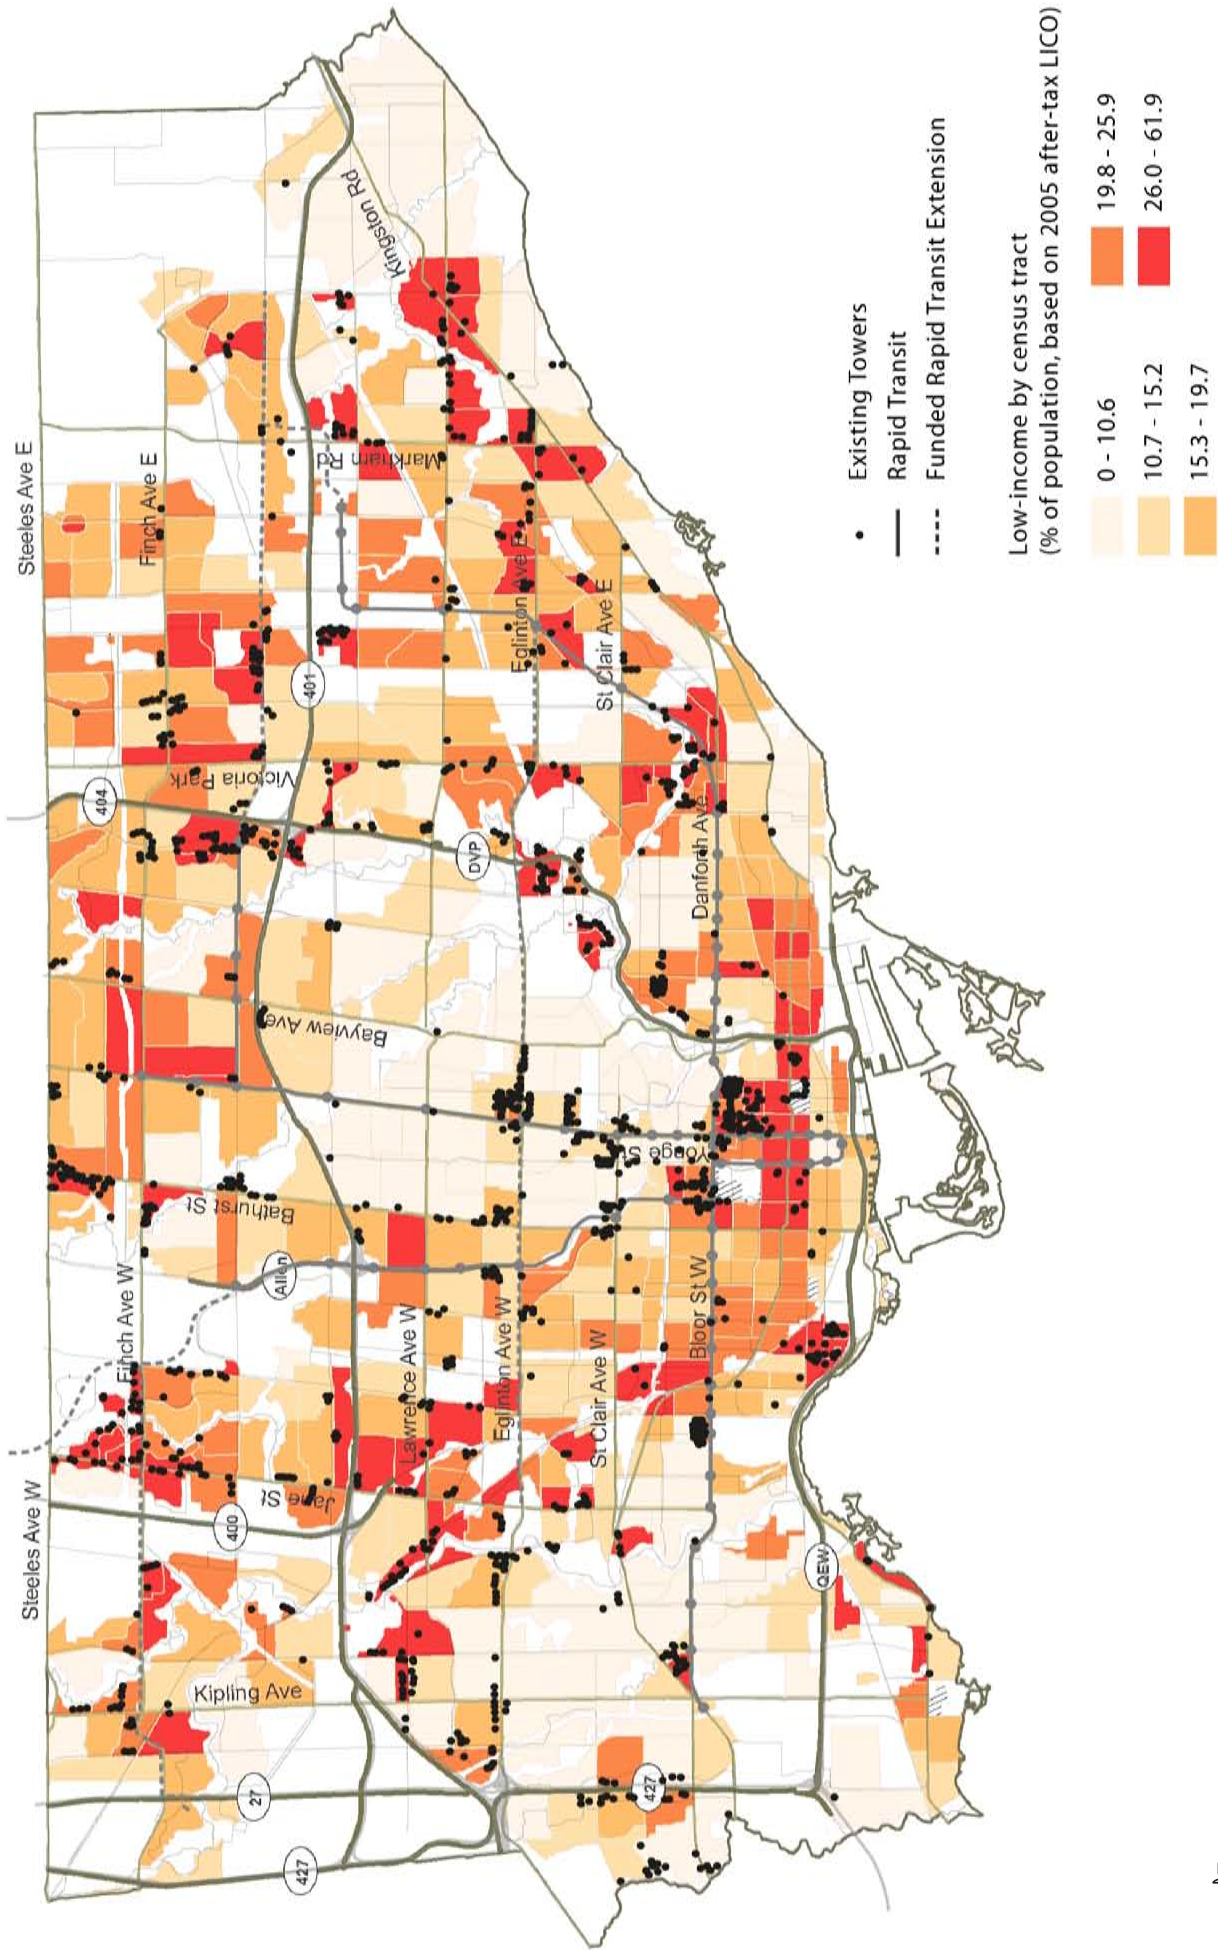 Steeles Ave W
Steeles Ave E
Finch Ave W
Finch Ave E
Lawrence Ave W
Eglinton Ave W
Eglinton Ave E
St Clair Ave W
St Clair Ave E
Bloor St W
Danforth Ave
Kingston Rd
Markham Rd
Victoria Park
Bayview Ave
Yonge St
Bathurst St
Allen
Jane St
Kipling Ave
427
27
400
401
404
DVP
427
QEW
Existing Towers
Rapid Transit
Funded Rapid Transit Extension
Low-income by census tract
(% of population, based on 2005 after-tax LICO)
0 - 10.6
10.7 - 15.2
15.3 - 19.7
19.8 - 25.9
26.0 - 61.9